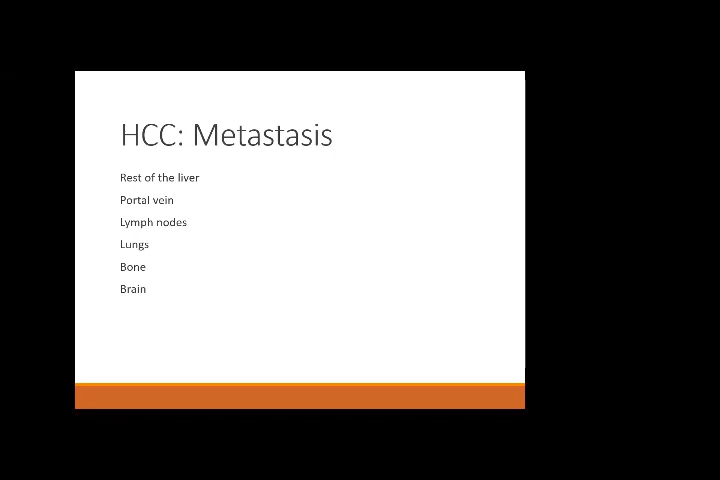 HCC: Metastasis
Rest of the liver
Portal vein
Lymph nodes
Lungs
Bone
Brain